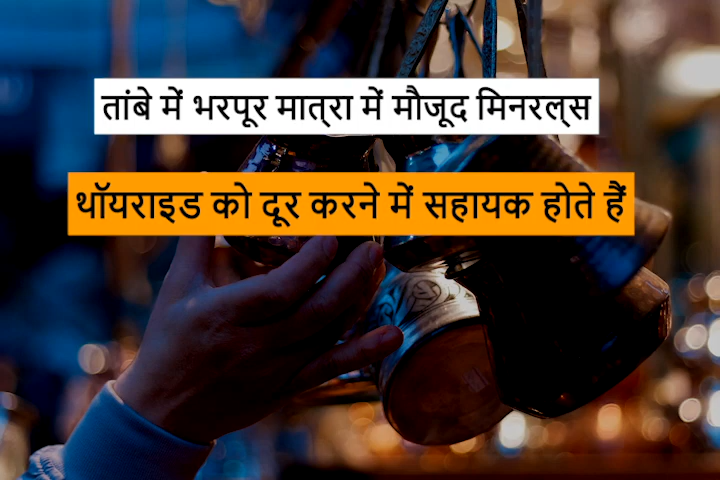 तांबे में भरपूर मात्रा में मौजूद मिनरल्स
थॉयराइड को दूर करने में सहायक होते हैं